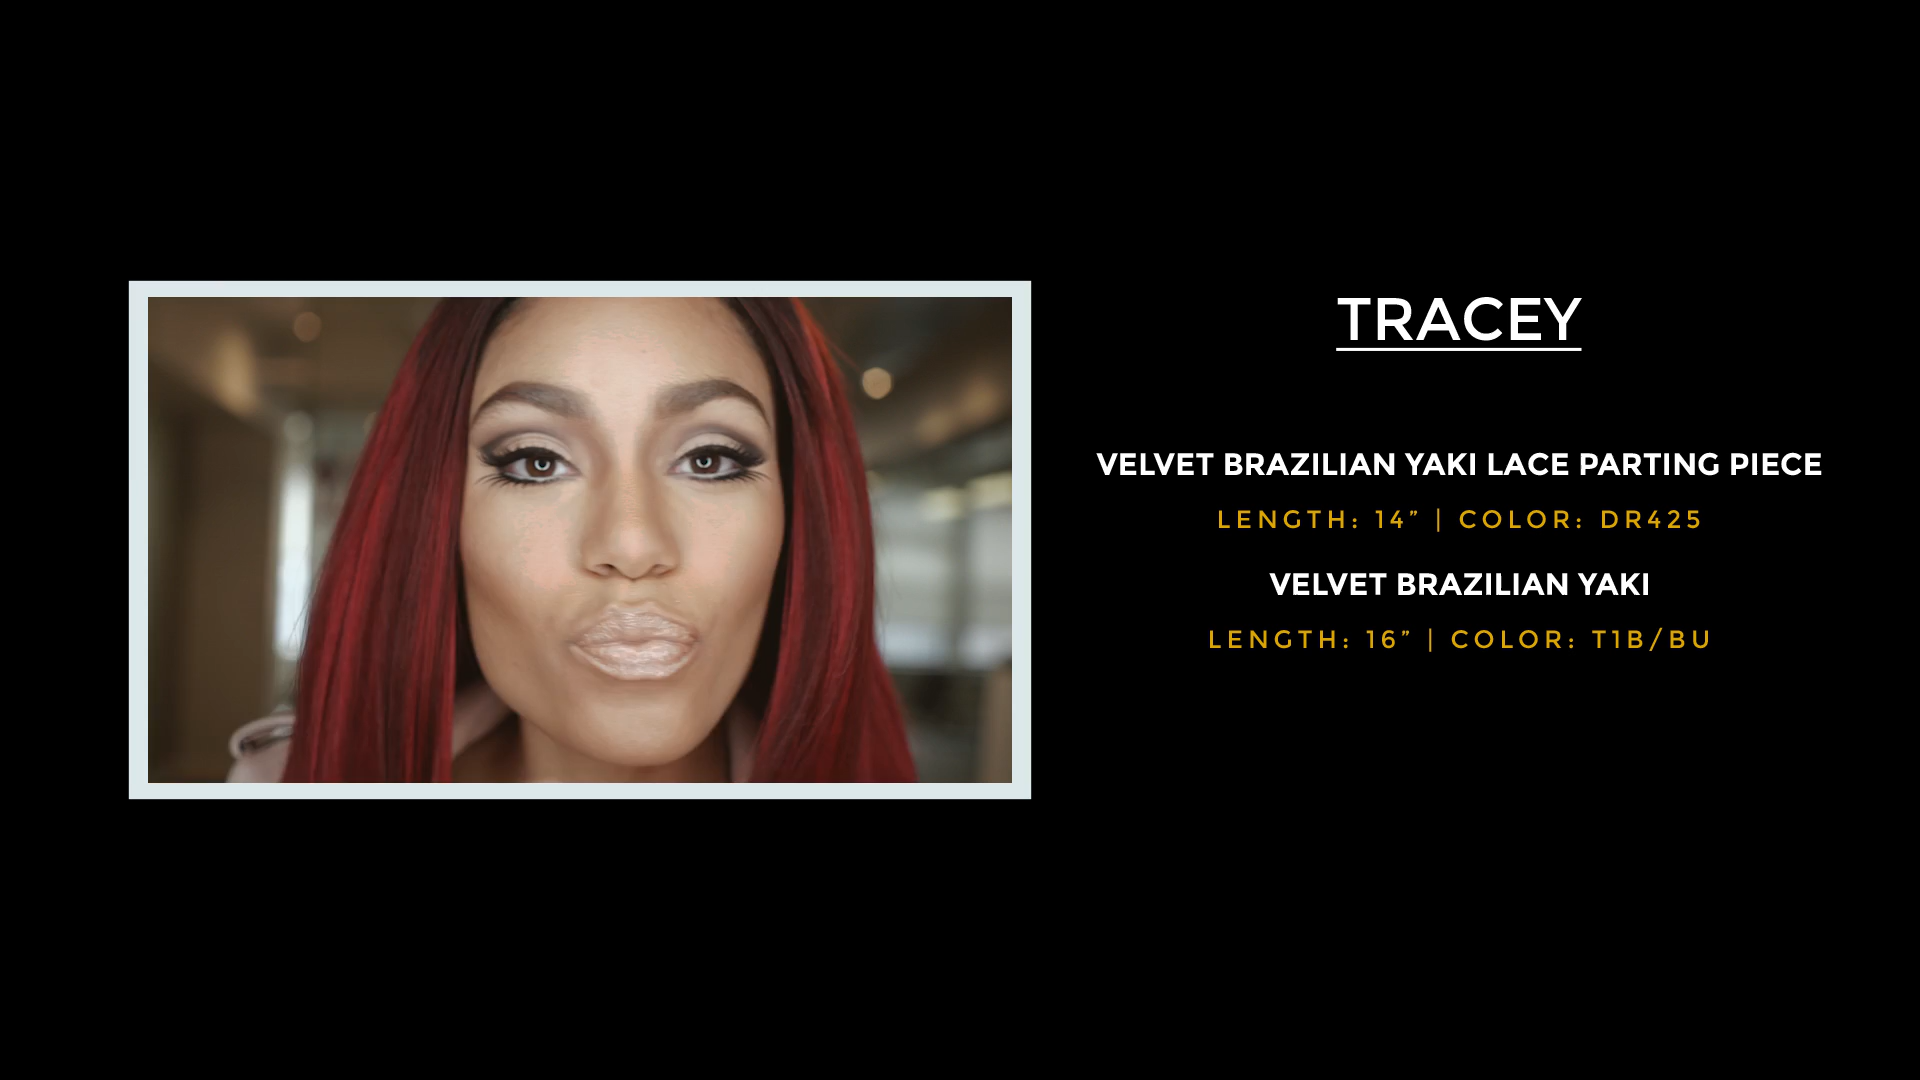 TRACEY
VELVET BRAZILIAN YAKI LACE PARTING PIECE
LENGTH: 14” | COLOR: DR425
VELVET BRAZILIAN YAKI
LENGTH: 16” | COLOR: T1B/BU